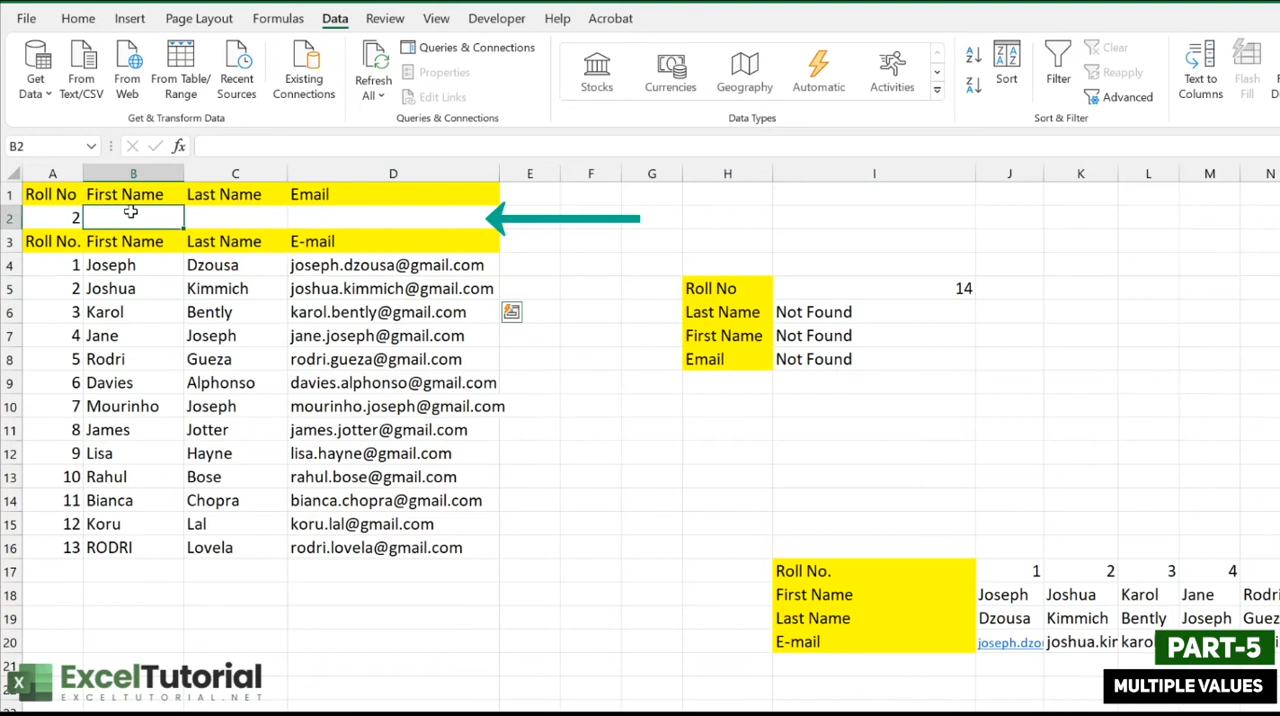 File Home Insert Page Layout Formulas Data Review View Developer Help Acrobat
Get Data From Text/CSV From Web From Table/ Range Recent Sources Existing Connections
Refresh All Queries & Connections Properties Edit Links
Stocks Currencies Geography Automatic Activities
Sort Filter Clear Reapply Advanced
Text to Columns Flash Fill
Get & Transform Data Queries & Connections Data Types Sort & Filter
B2 fx
A B C D E F G H I J K L M N
1 Roll No First Name Last Name Email
2 2
3 Roll No. First Name Last Name E-mail
4 1 Joseph Dzousa joseph.dzousa@gmail.com
5 2 Joshua Kimmich joshua.kimmich@gmail.com Roll No 14
6 3 Karol Bently karol.bently@gmail.com Last Name Not Found
7 4 Jane Joseph jane.joseph@gmail.com First Name Not Found
8 5 Rodri Gueza rodri.gueza@gmail.com Email Not Found
9 6 Davies Alphonso davies.alphonso@gmail.com
10 7 Mourinho Joseph mourinho.joseph@gmail.com
11 8 James Jotter james.jotter@gmail.com
12 9 Lisa Hayne lisa.hayne@gmail.com
13 10 Rahul Bose rahul.bose@gmail.com
14 11 Bianca Chopra bianca.chopra@gmail.com
15 12 Koru Lal koru.lal@gmail.com
16 13 RODRI Lovela rodri.lovela@gmail.com
17 Roll No. 1 2 3 4
18 First Name Joseph Joshua Karol Jane Rodri
19 Last Name Dzousa Kimmich Bently Joseph Guez
20 E-mail joseph.dzo joshua.kir
21
PART-5
MULTIPLE VALUES
ExcelTutorial
EXCELTUTORIAL.NET